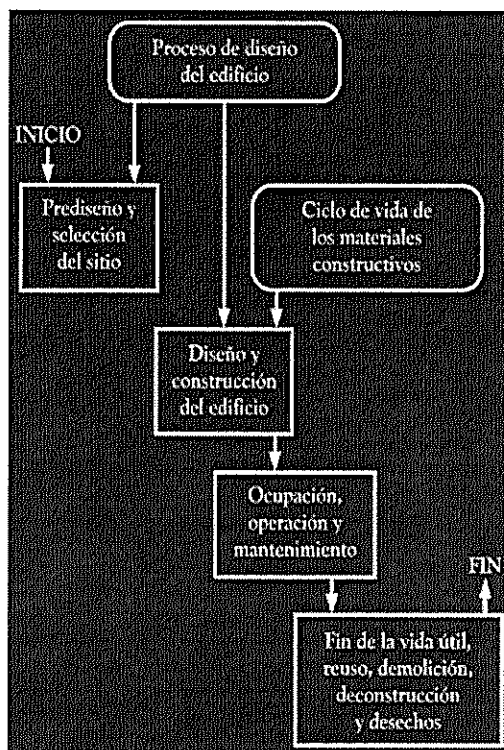 Proceso de diseño
del edificio
INICIO
Prediseño y
selección
del sitio
Ciclo de vida de
los materiales
constructivos
Diseño y
construcción
del edificio
Ocupación,
operación y
mantenimiento
FIN
Fin de la vida útil,
reuso, demolición,
deconstrucción
y desechos